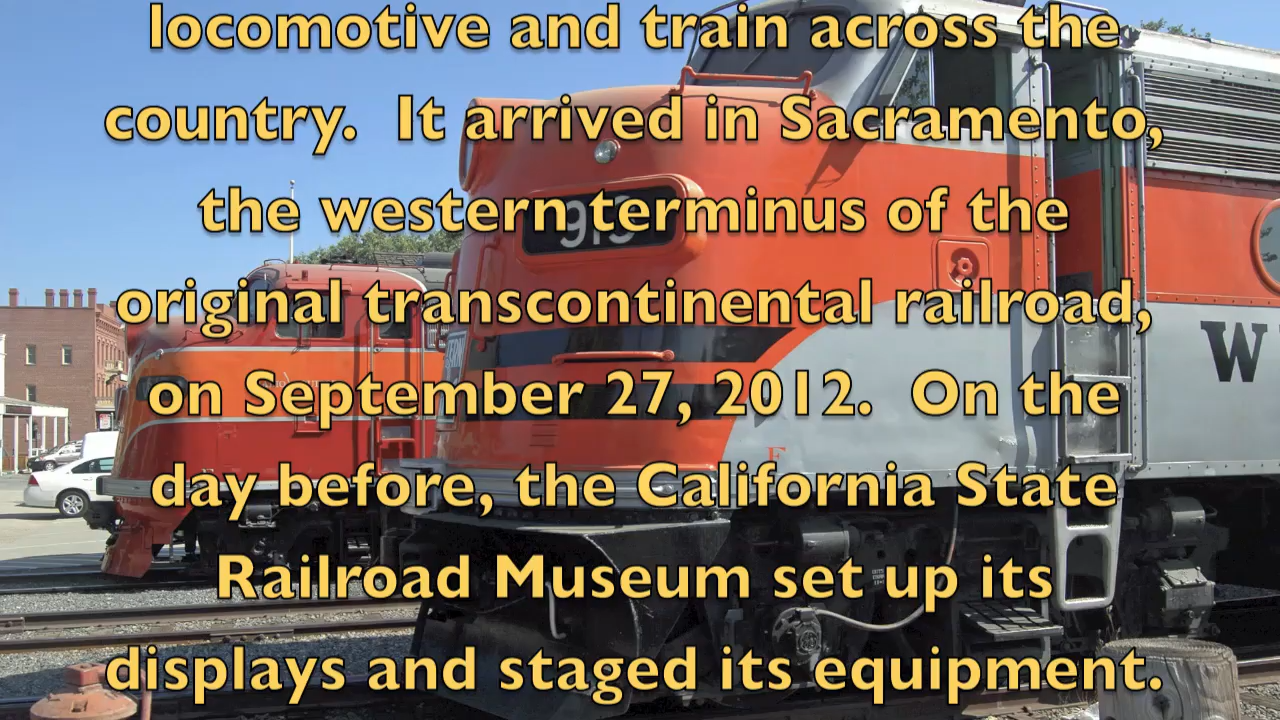 locomotive and train across the
country. It arrived in Sacramento,
the western terminus of the
original transcontinental railroad,
on September 27, 2012. On the
day before, the California State
Railroad Museum set up its
displays and staged its equipment.
913
W
F